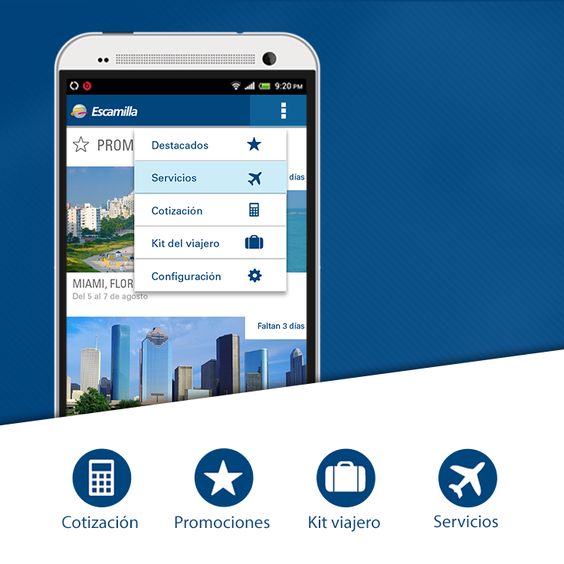 9:20 PM
Escamilla
PROM
Destacados
días
Servicios
Cotización
Kit del viajero
Configuración
MIAMI, FLOR
Del 5 al 7 de agosto
Faltan 3 días
Cotización
Promociones
Kit viajero
Servicios